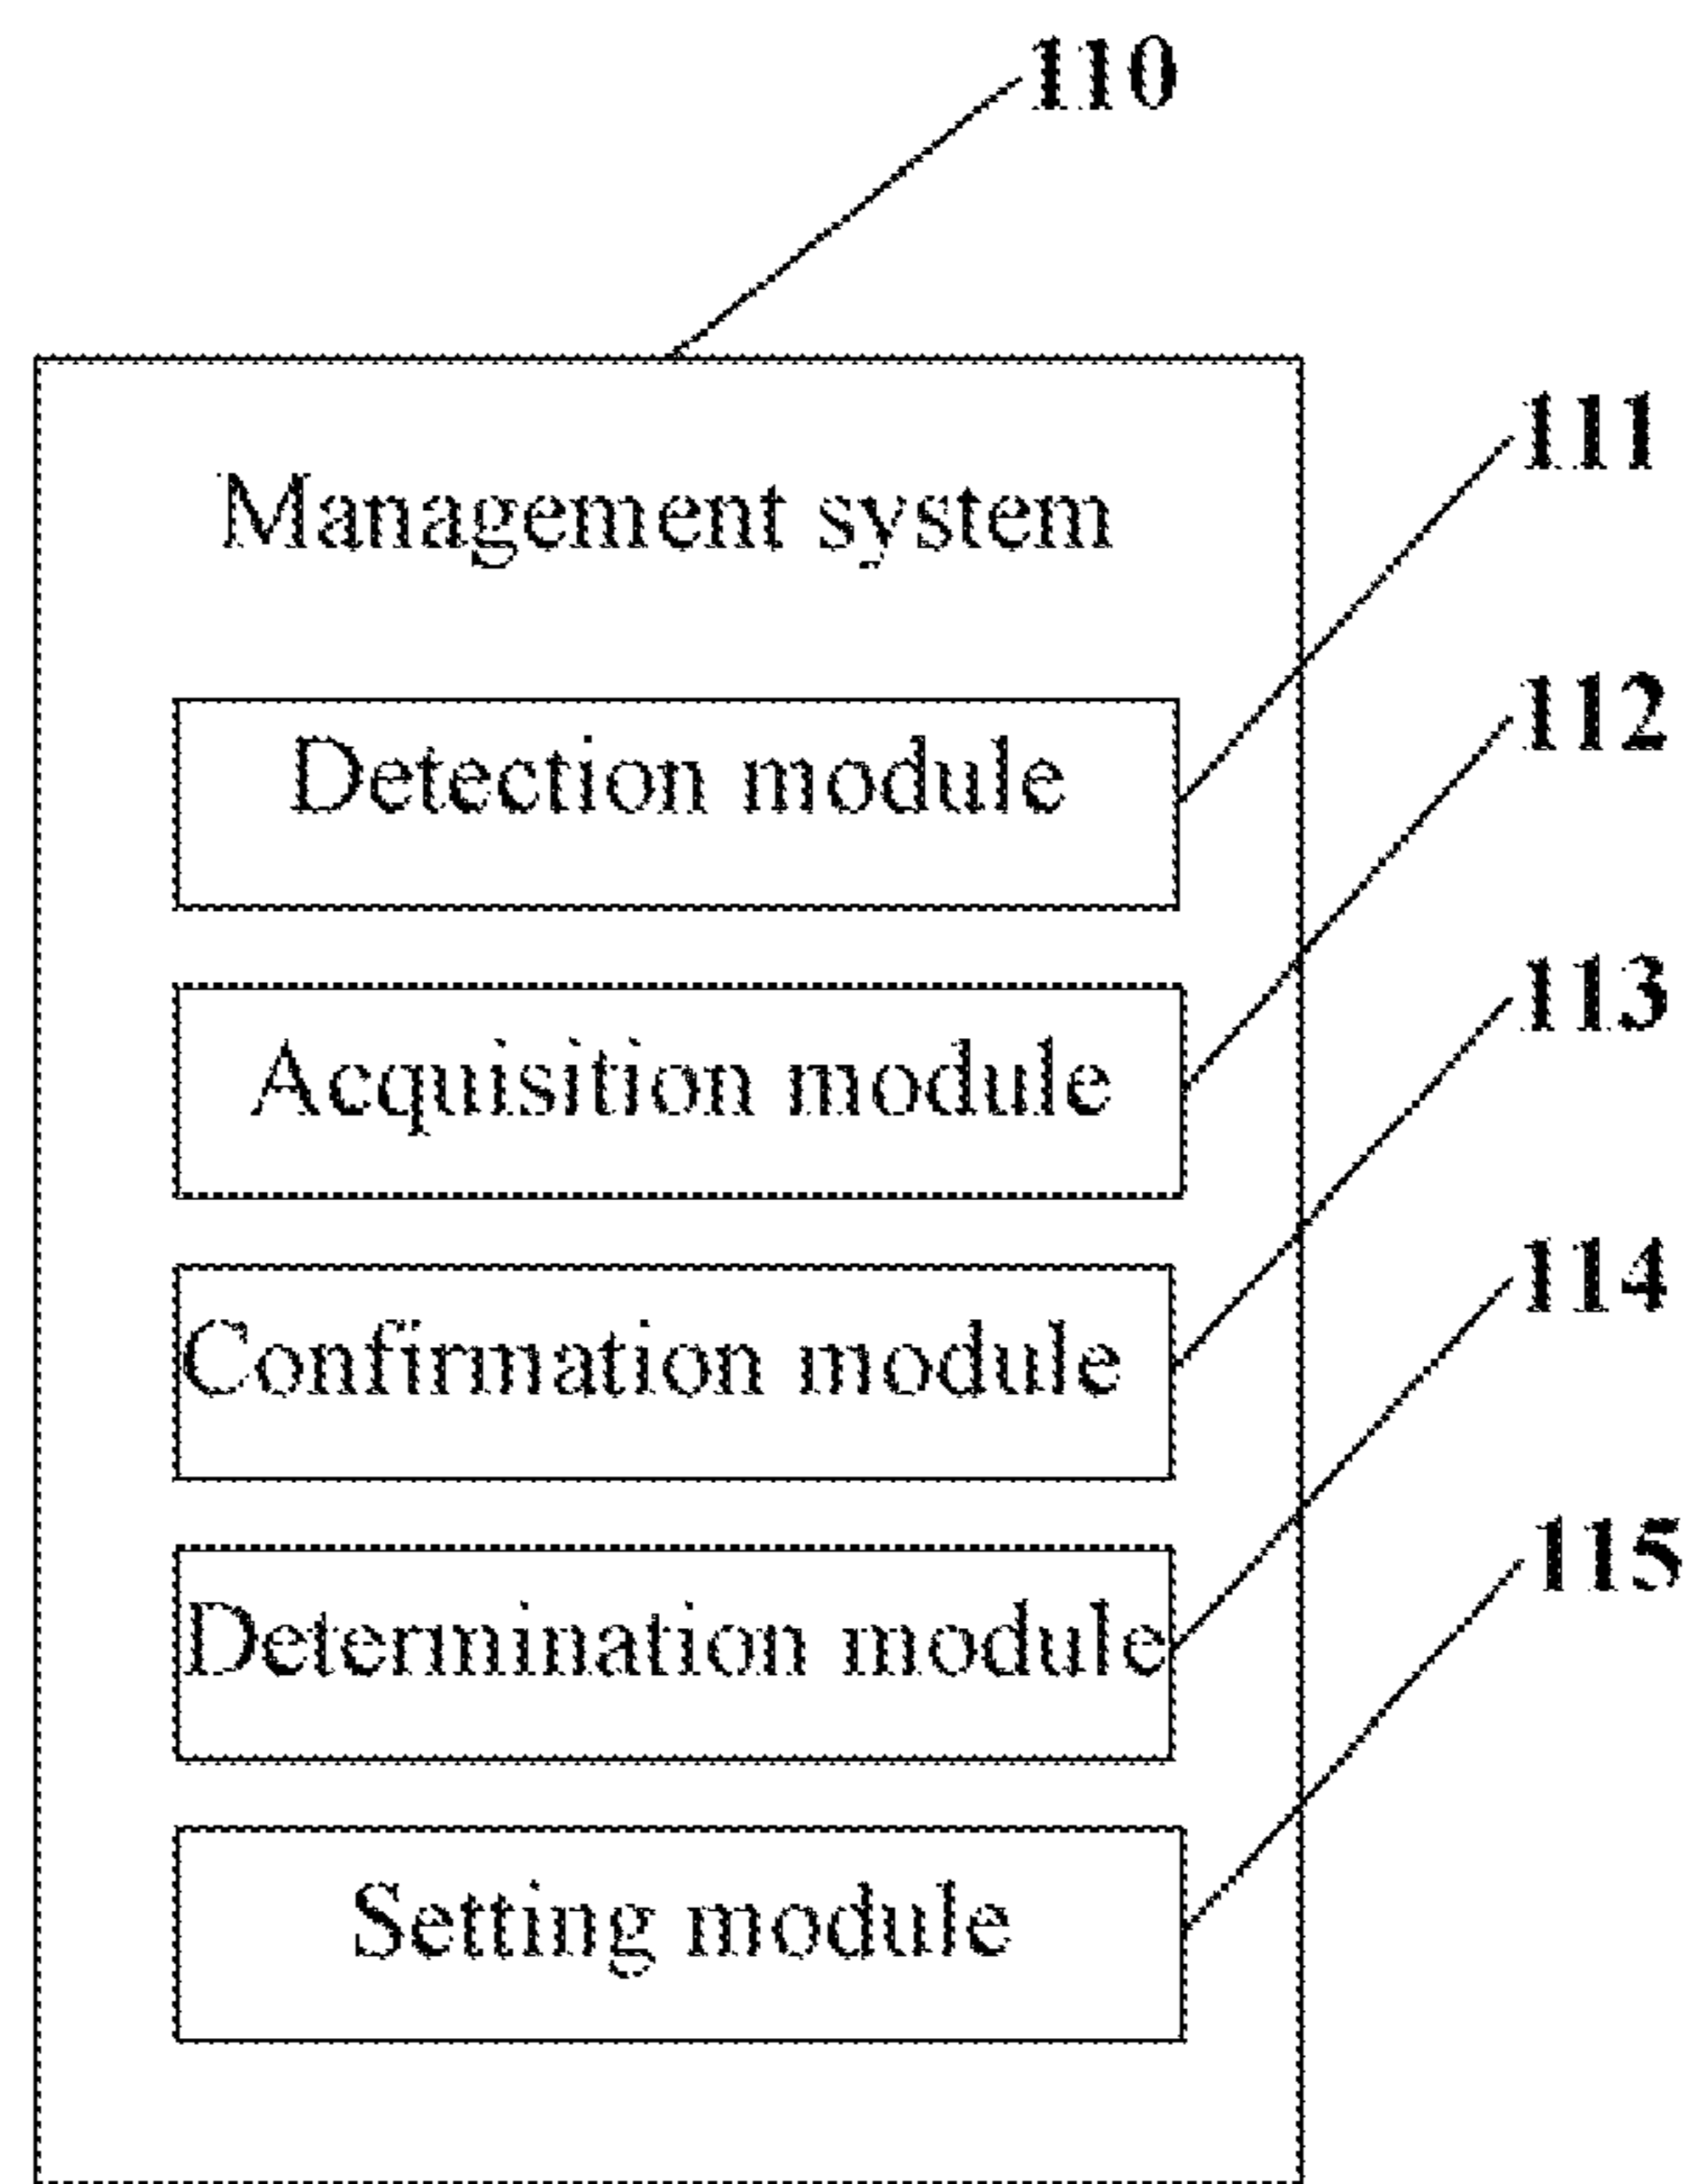 110
Management system
111
Detection module
112
Acquisition module
113
Confirmation module
114
Determination module
115
Setting module